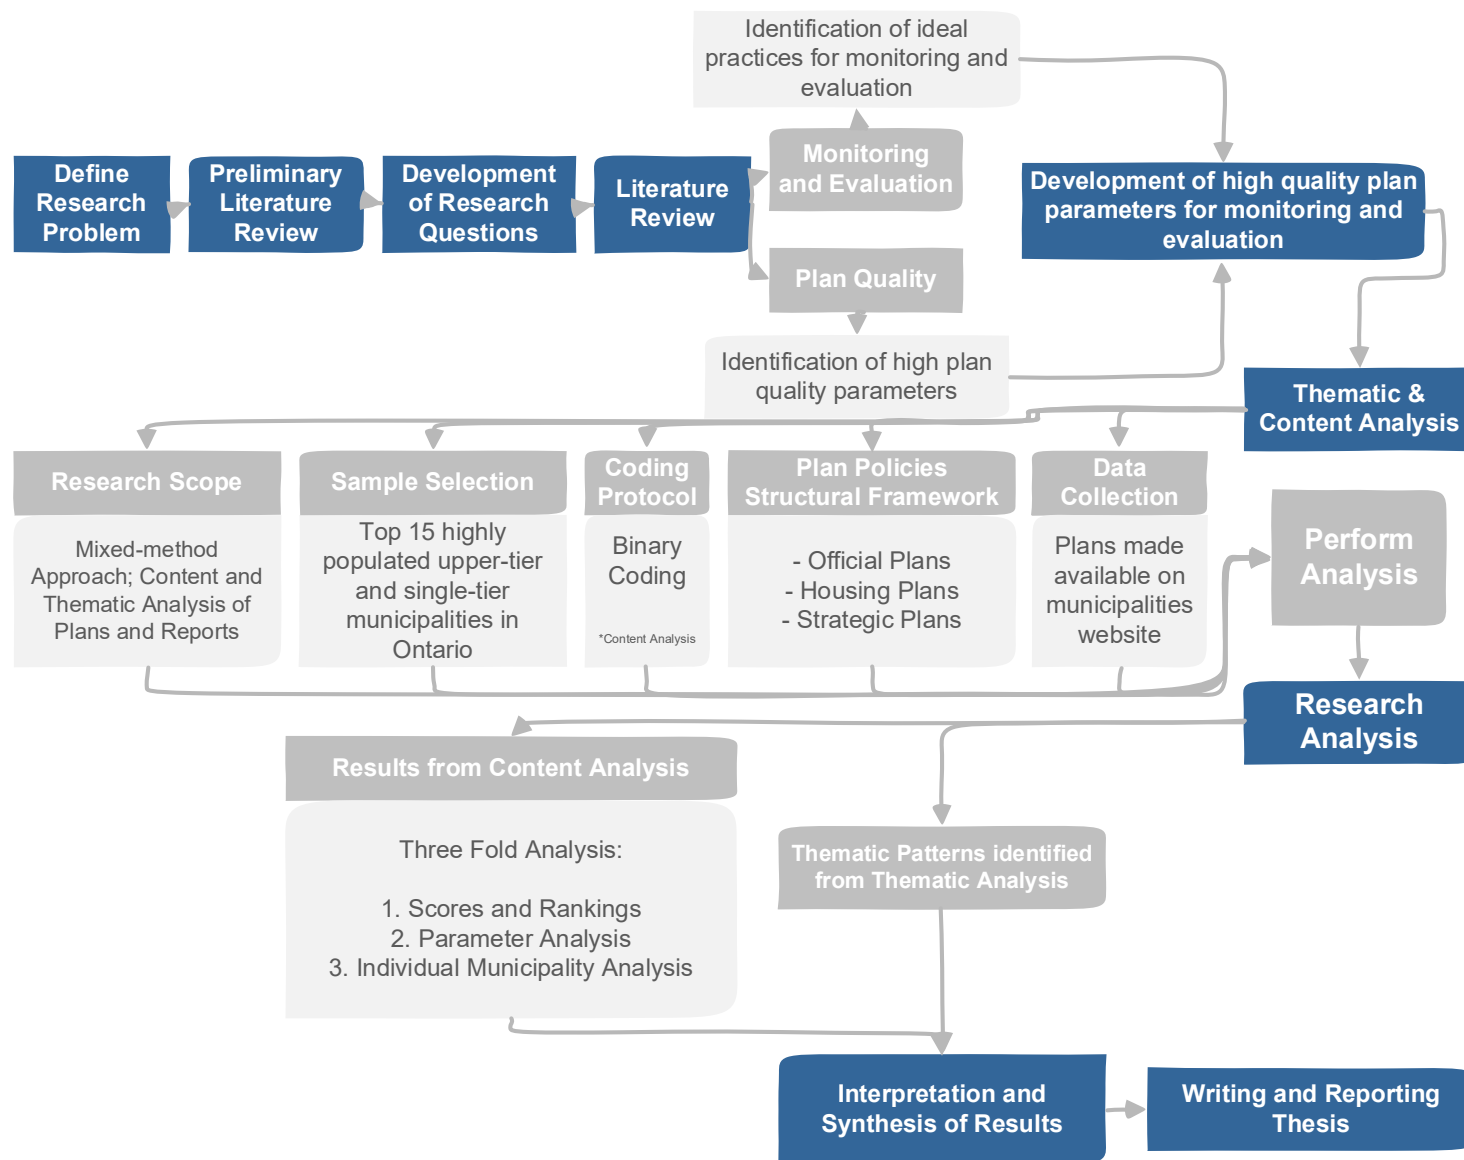 Identification of ideal
practices for monitoring and
evaluation
Define
Research
Problem
Preliminary
Literature
Review
Development
of Research
Questions
Literature
Review
Monitoring
and Evaluation
Plan Quality
Development of high quality plan
parameters for monitoring and
evaluation
Identification of high plan
quality parameters
Thematic &
Content Analysis
Research Scope
Mixed-method
Approach; Content and
Thematic Analysis of
Plans and Reports
Sample Selection
Top 15 highly
populated upper-tier
and single-tier
municipalities in
Ontario
Coding
Protocol
Binary
Coding
*Content Analysis
Plan Policies
Structural Framework
- Official Plans
- Housing Plans
- Strategic Plans
Data
Collection
Plans made
available on
municipalities
website
Perform
Analysis
Research
Analysis
Results from Content Analysis
Three Fold Analysis:
1. Scores and Rankings
2. Parameter Analysis
3. Individual Municipality Analysis
Thematic Patterns identified
from Thematic Analysis
Interpretation and
Synthesis of Results
Writing and Reporting
Thesis